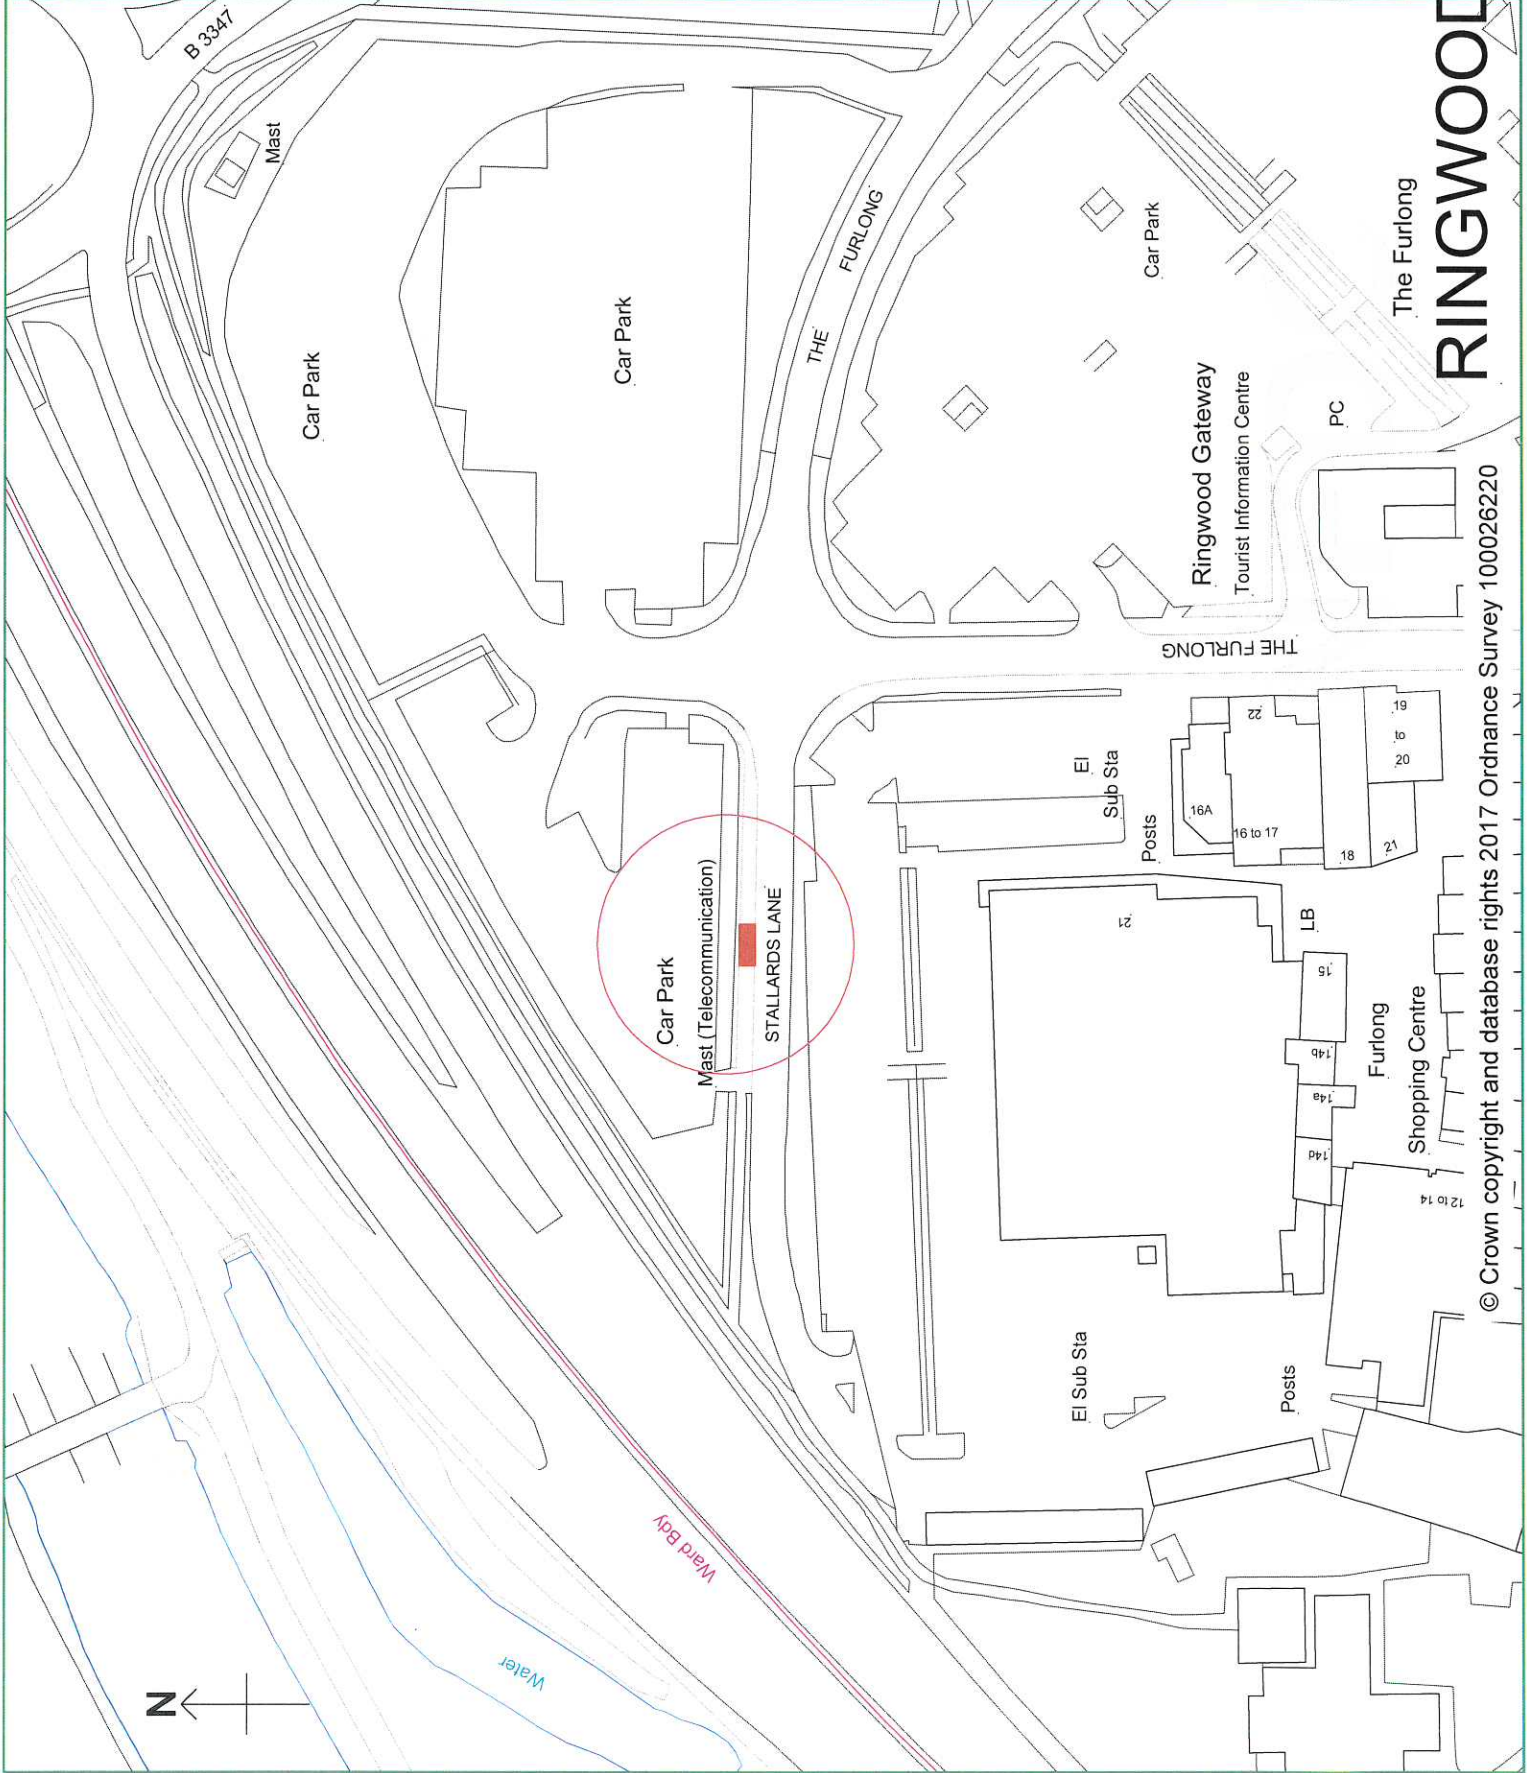 N
B 3347
Mast
Car Park
Water
Ward Bdy
Car Park
Car Park
Mast (Telecommunication)
STALLARDS LANE
THE FURLONG
El Sub Sta
El
Sub Sta
21
Posts
Car Park
THE FURLONG
Ringwood Gateway
Tourist Information Centre
16A
22
16 to 17
Posts
LB
15
14b
14a
14d
PC
18
21
19
to
20
Furlong
Shopping Centre
12 to 14
The Furlong
RINGWOOD
© Crown copyright and database rights 2017 Ordnance Survey 100026220